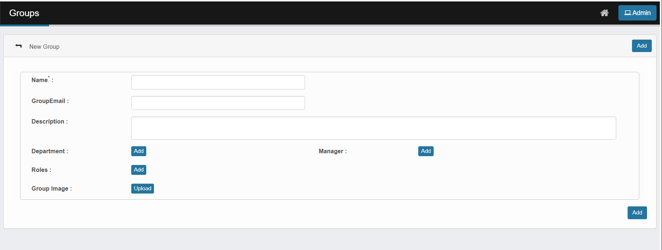 Groups
Admin
New Group
Add
Name* :
GroupEmail :
Description :
Department : Add Manager : Add
Roles : Add
Group Image : Upload
Add